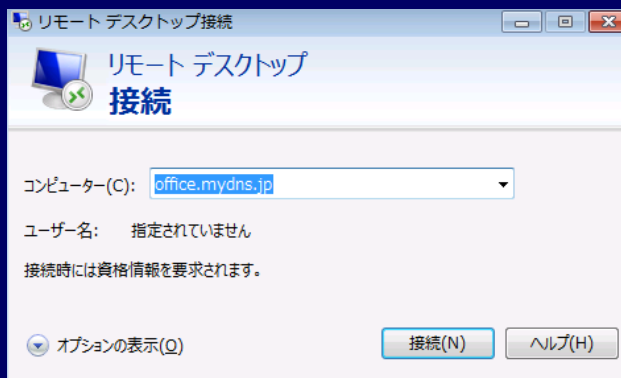 リモート デスクトップ接続
リモート デスクトップ
接続
コンピューター(C): office.mydns.jp
ユーザー名: 指定されていません
接続時には資格情報を要求されます。
オプションの表示(O) 接続(N) ヘルプ(H)